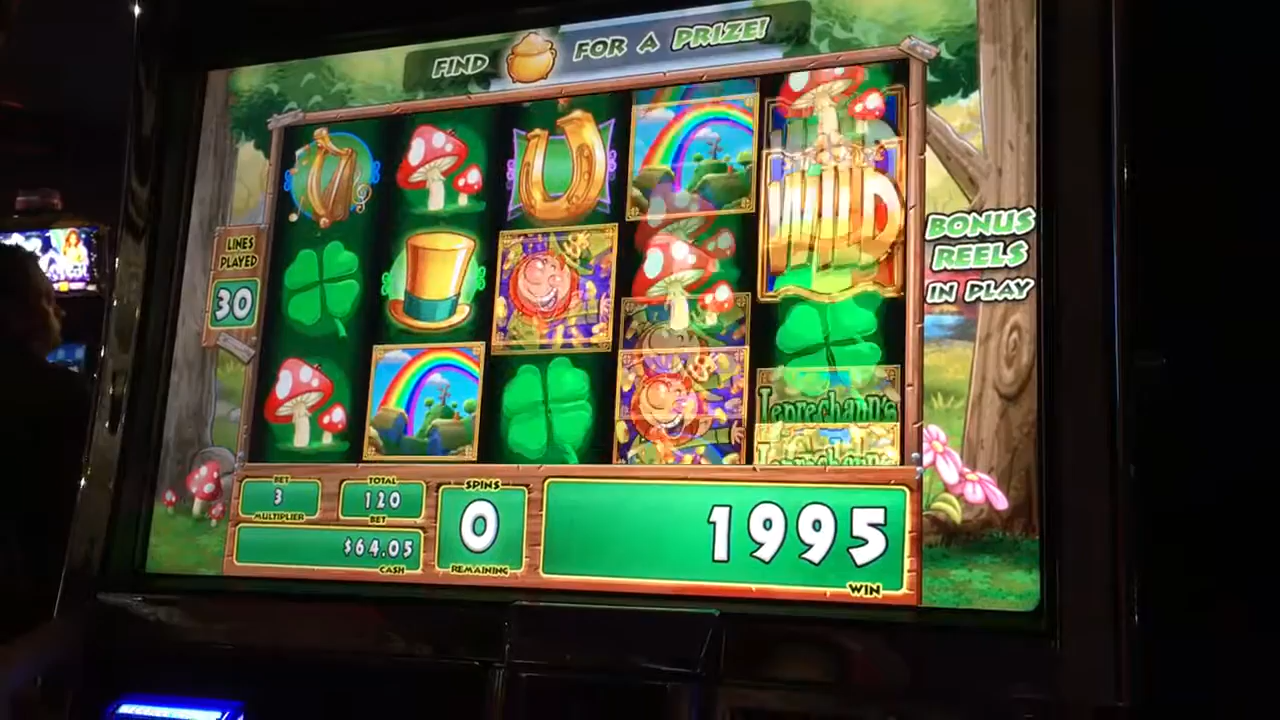 FIND FOR A PRIZE!
WILD
LINES
PLAYED
30
BONUS
REELS
IN PLAY
Leprechaun's
Leprechaun's
BET
3
MULTIPLIER
TOTAL
120
BET
$64.05
CASH
SPINS
0
REMAINING
1995
WIN